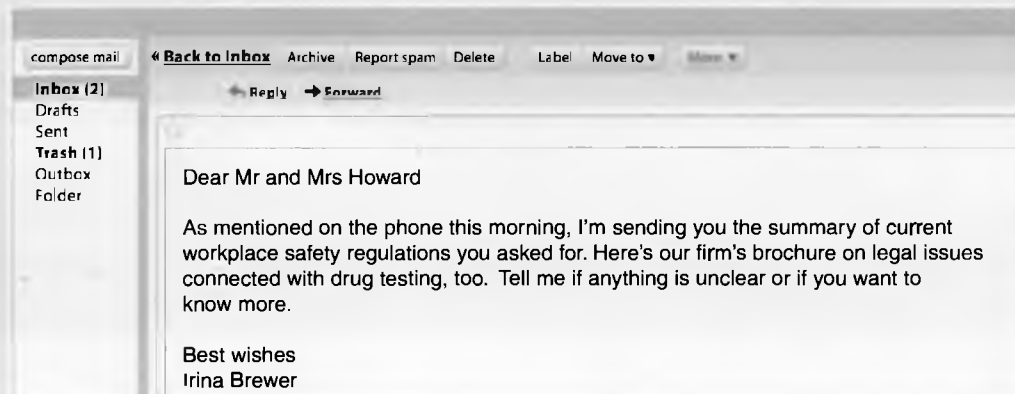 compose mail « Back to Inbox Archive Report spam Delete Label Move to ▾
Inbox (2) Reply Forward
Drafts
Sent
Trash (1)
Outbox
Folder
Dear Mr and Mrs Howard
As mentioned on the phone this morning, I'm sending you the summary of current
workplace safety regulations you asked for. Here's our firm's brochure on legal issues
connected with drug testing, too. Tell me if anything is unclear or if you want to
know more.
Best wishes
Irina Brewer